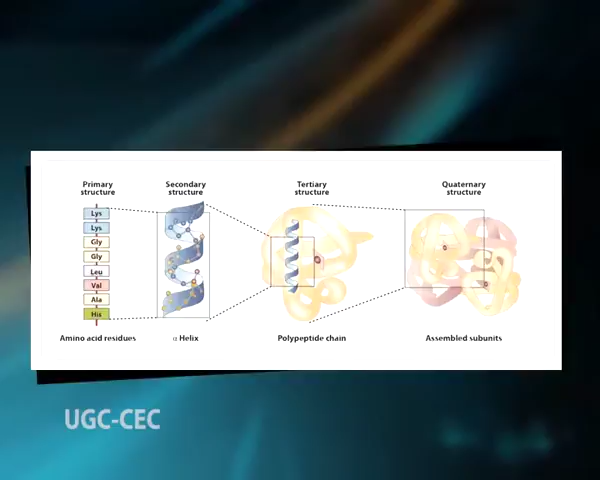 Primary
structure
Secondary
structure
Tertiary
structure
Quaternary
structure
Lys
Lys
Gly
Gly
Leu
Val
Ala
His
Amino acid residues
α Helix
Polypeptide chain
Assembled subunits
UGC-CEC